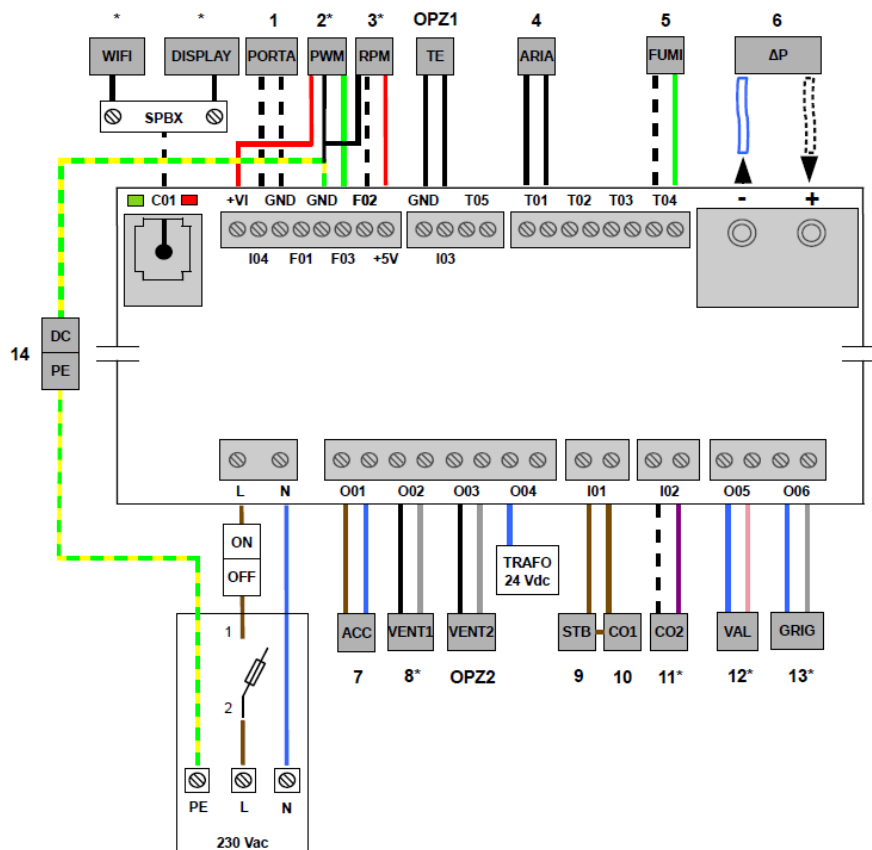 * * 1 2* 3* OPZ1 4 5 6
WIFI DISPLAY PORTA PWM RPM TE ARIA FUMI ΔP
SPBX
C01 +VI GND GND F02 GND T05 T01 T02 T03 T04 - +
I04 F01 F03 +5V I03
14
DC
PE
L N O01 O02 O03 O04 I01 I02 O05 O06
ON
OFF
TRAFO
24 Vdc
1
ACC VENT1 VENT2 STB CO1 CO2 VAL GRIG
7 8* OPZ2 9 10 11* 12* 13*
2
PE L N
230 Vac